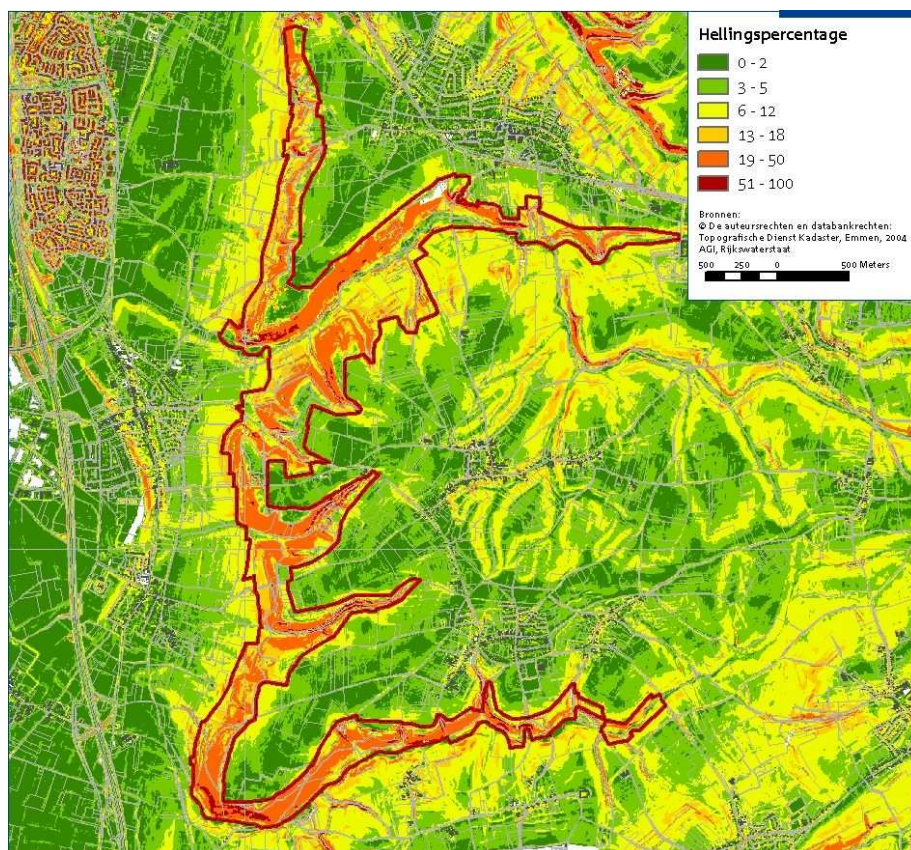 Hellingspercentage
0 - 2
3 - 5
6 - 12
13 - 18
19 - 50
51 - 100
Bronnen:
© De auteursrechten en databankrechten:
Topografische Dienst Kadaster, Emmen, 2004
AGI, Rijkswaterstaat
500 250 0 500 Meters